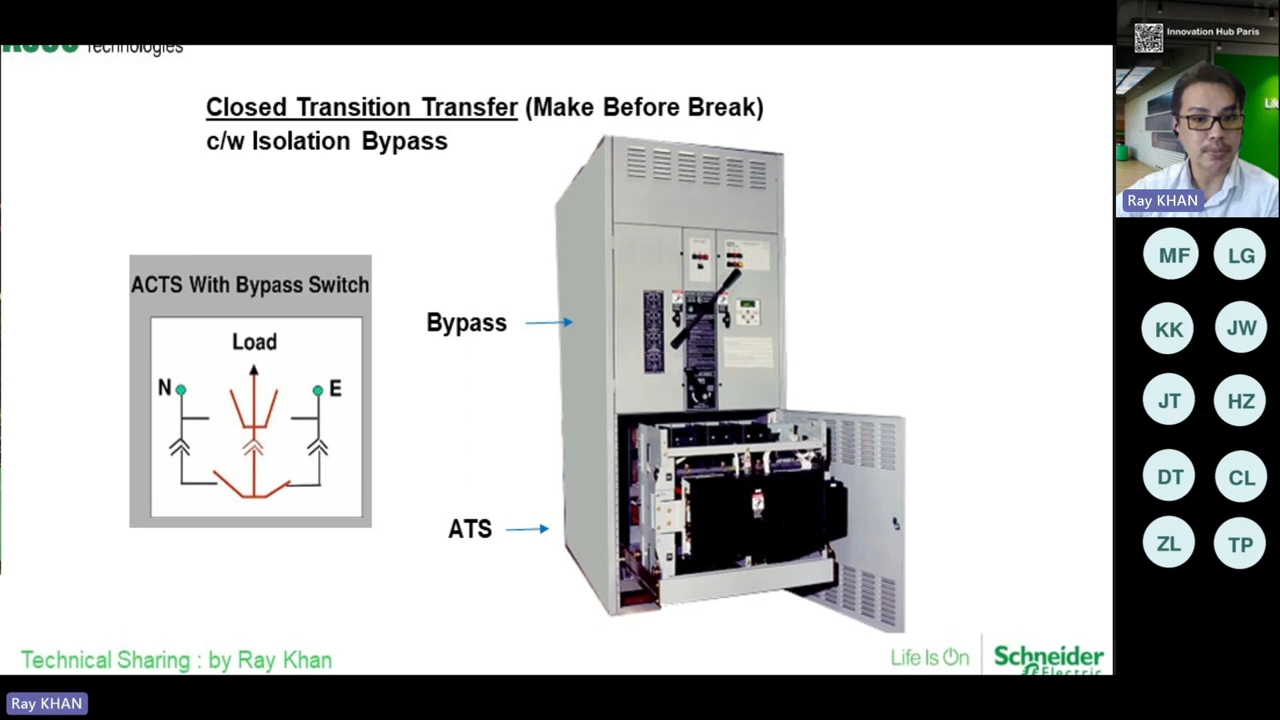 Technologies
Innovation Hub Paris
Closed Transition Transfer (Make Before Break)
c/w Isolation Bypass
Ray KHAN
ACTS With Bypass Switch
Load
N
E
Bypass
ATS
MF
LG
KK
JW
JT
HZ
DT
CL
ZL
TP
Technical Sharing : by Ray Khan
Life Is On
Schneider
Electric
Ray KHAN